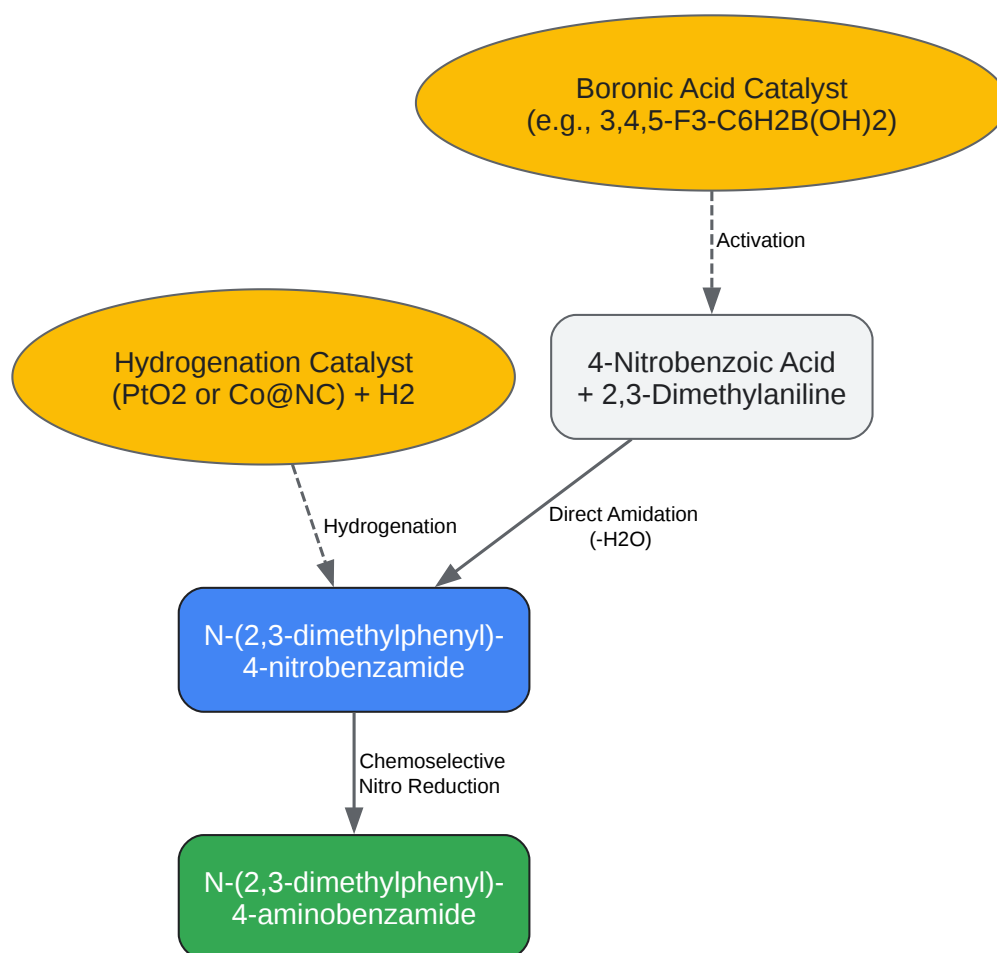 Boronic Acid Catalyst
(e.g., 3,4,5-F3-C6H2B(OH)2)
Activation
Hydrogenation Catalyst
(PtO2 or Co@NC) + H2
4-Nitrobenzoic Acid
+ 2,3-Dimethylaniline
Hydrogenation
Direct Amidation
(-H2O)
N-(2,3-dimethylphenyl)-
4-nitrobenzamide
Chemoselective
Nitro Reduction
N-(2,3-dimethylphenyl)-
4-aminobenzamide